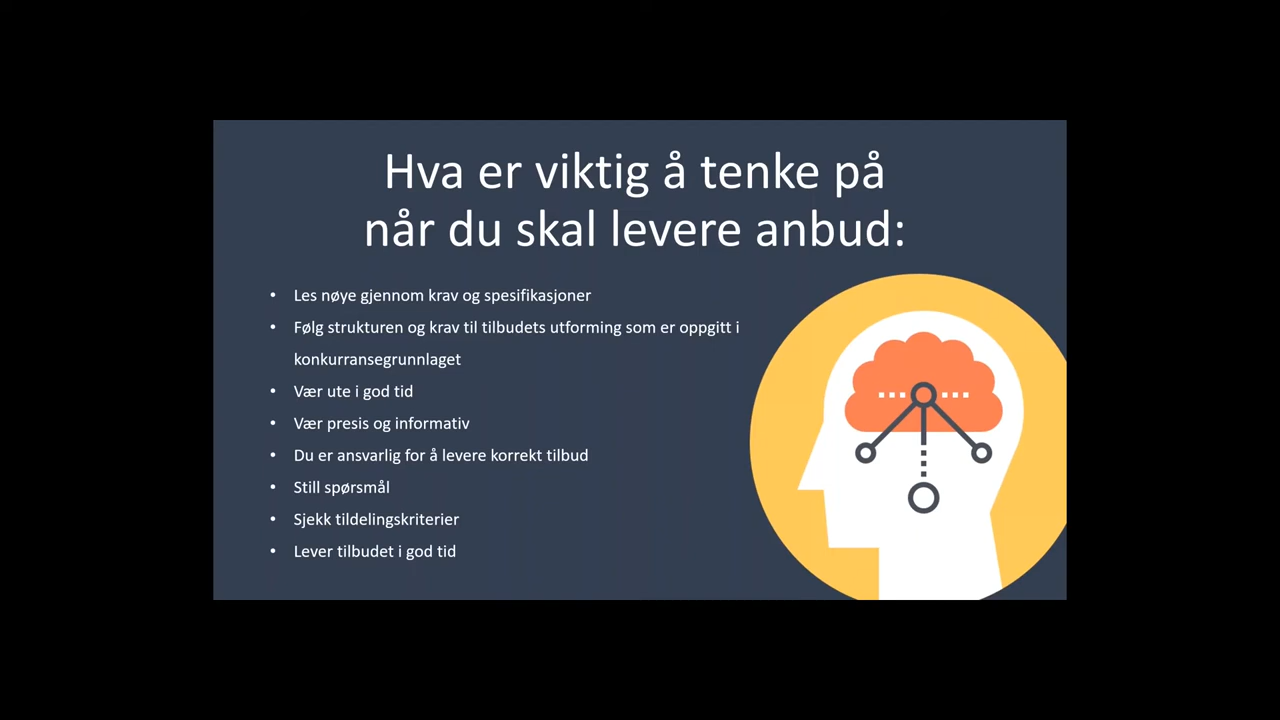 Hva er viktig å tenke på
når du skal levere anbud:
• Les nøye gjennom krav og spesifikasjoner
• Følg strukturen og krav til tilbudets utforming som er oppgitt i
konkurransegrunnlaget
• Vær ute i god tid
• Vær presis og informativ
• Du er ansvarlig for å levere korrekt tilbud
• Still spørsmål
• Sjekk tildelingskriterier
• Lever tilbudet i god tid